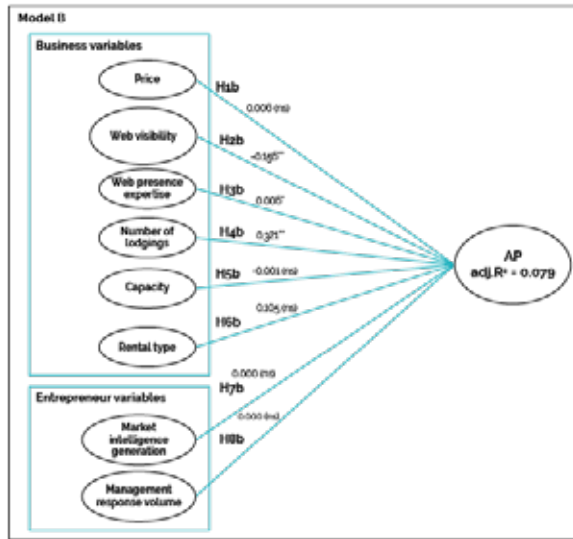 Model B
Business variables
Price
H1b
0.006 (ns)
Web visibility
H2b
-0.156**
Web presence
expertise
H3b
0.006*
Number of
lodgings
H4b
0.321**
Capacity
H5b
-0.001 (ns)
Rental type
H6b
0.105 (ns)
AP
adj.R² = 0.079
Entrepreneur variables
0.000 (ns)
H7b
Market
intelligence
generation
0.000 (ns)
H8b
Management
response volume